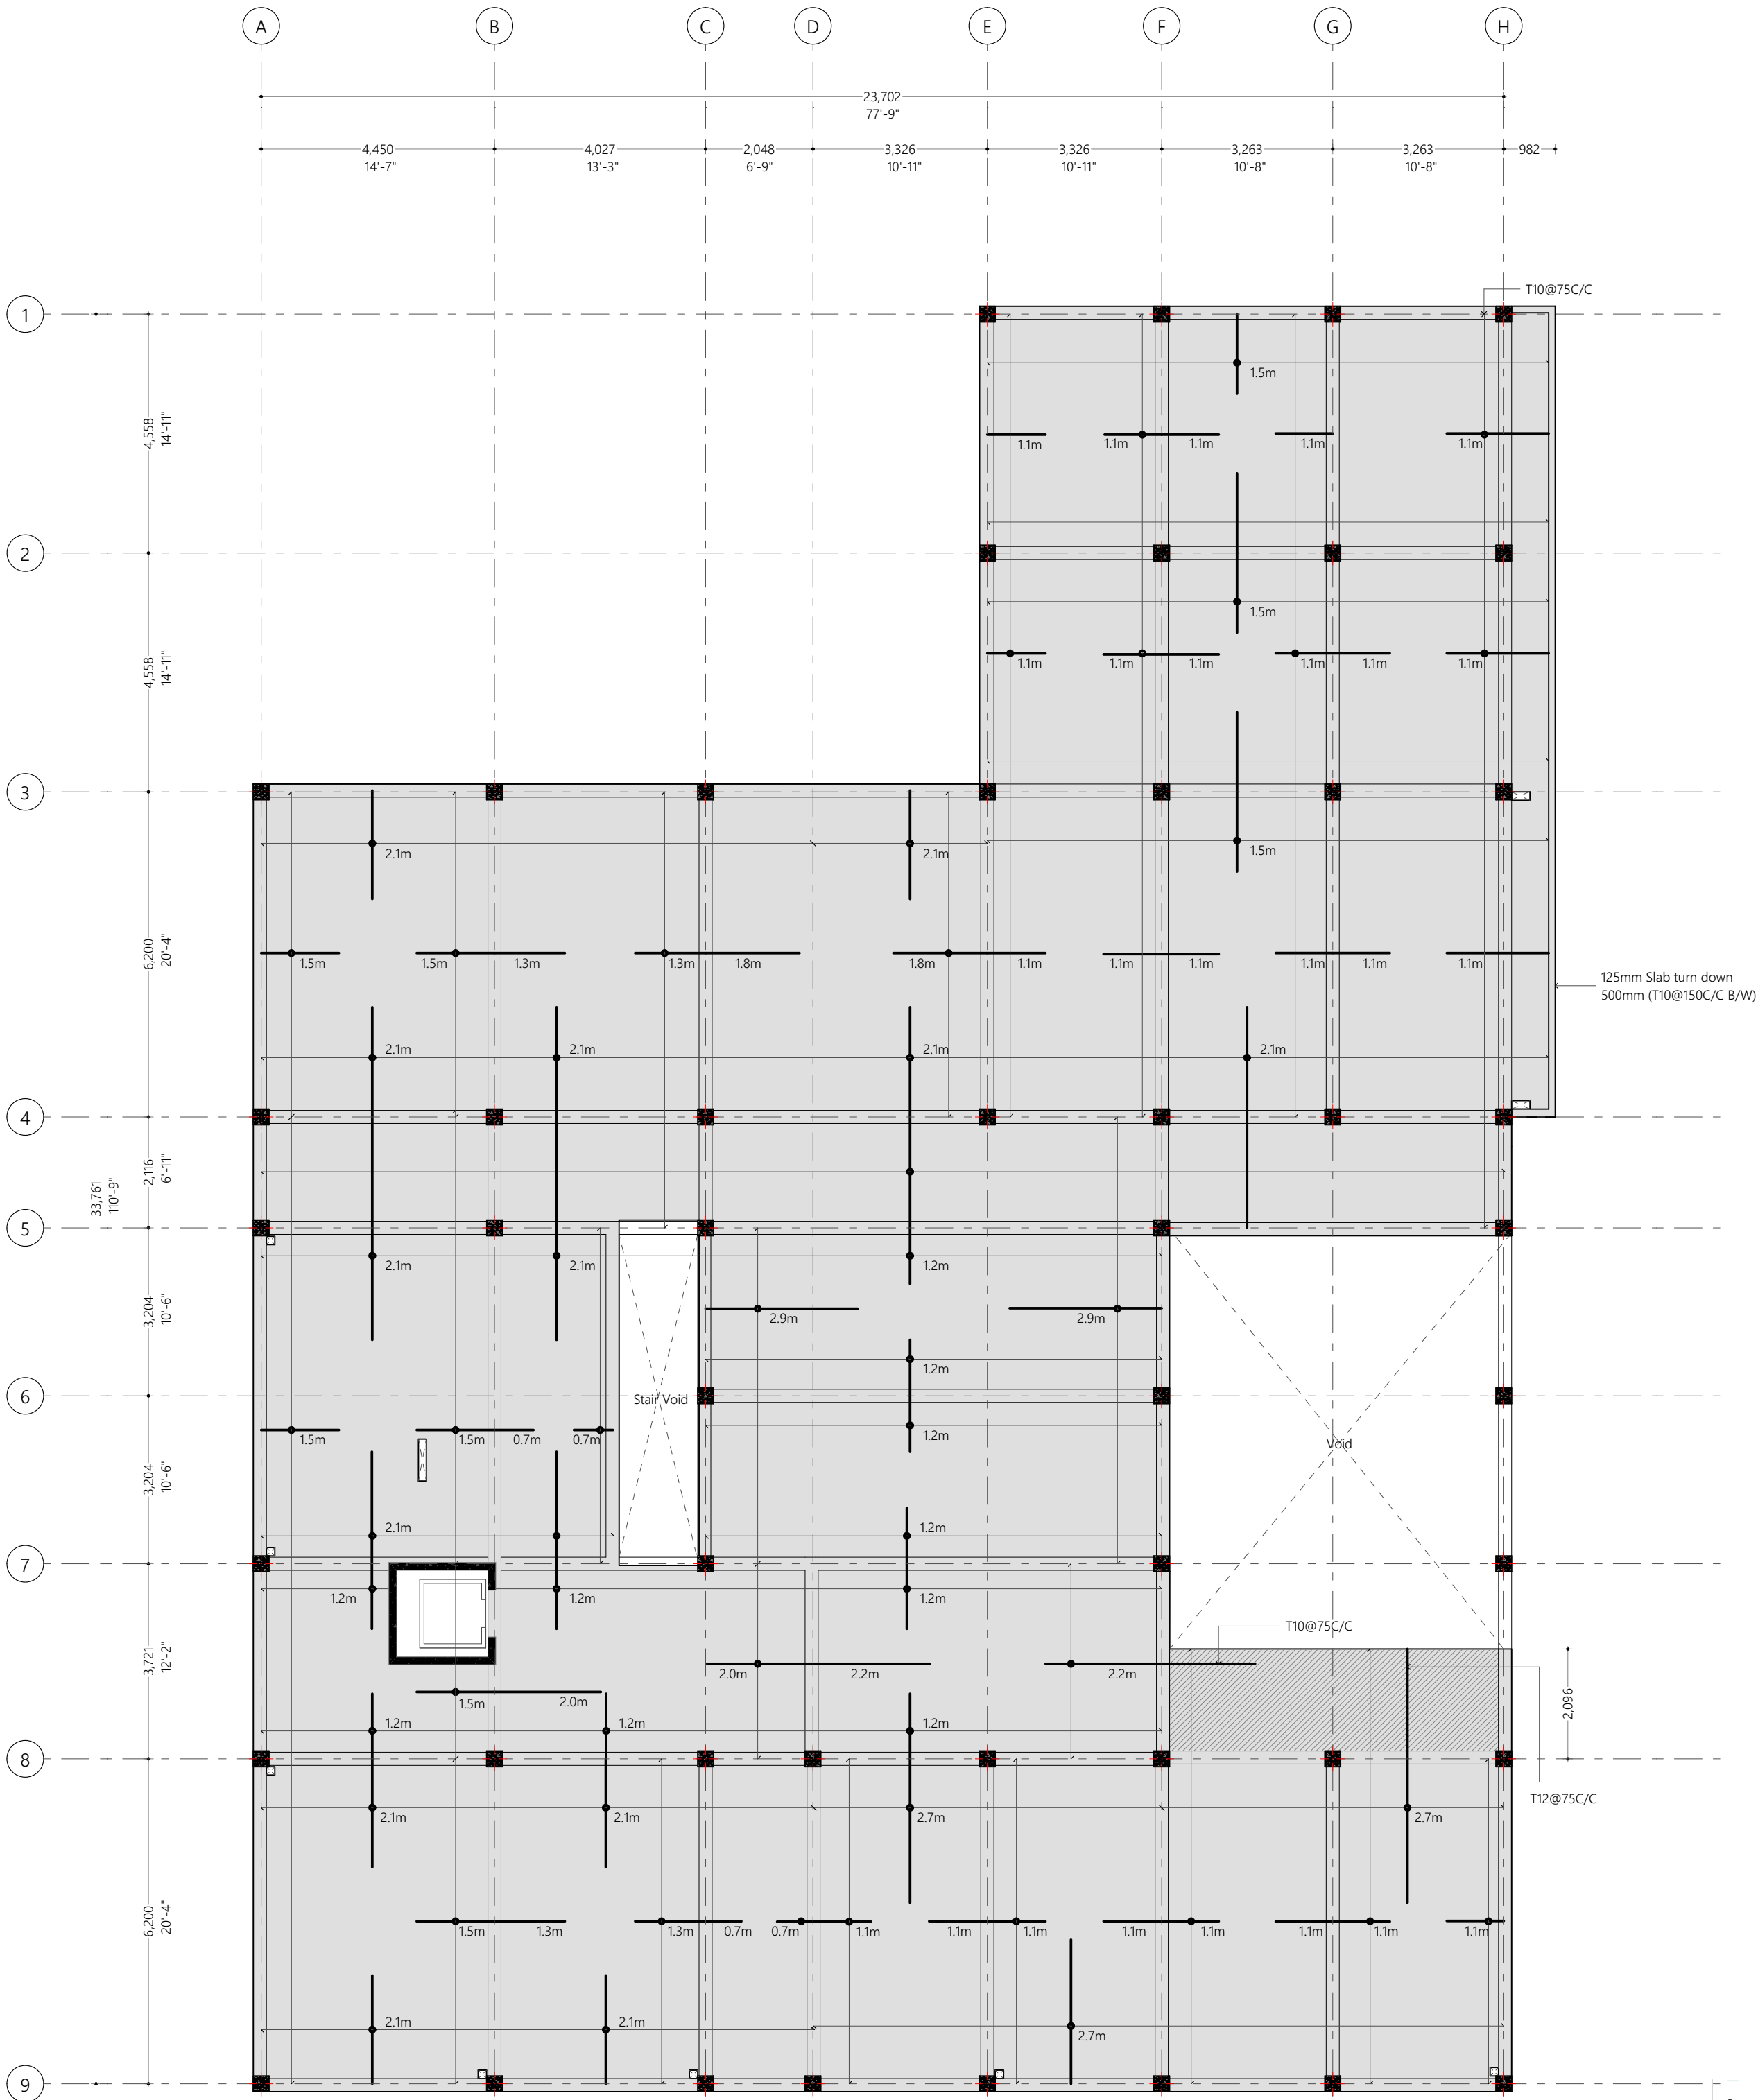 A B C D E F G H
23,702
77'-9"
4,450 4,027 2,048 3,326 3,326 3,263 3,263 982
14'-7" 13'-3" 6'-9" 10'-11" 10'-11" 10'-8" 10'-8"
T10@75C/C
1
1.5m
4,558
14'-11"
1.1m 1.1m 1.1m 1.1m 1.1m
2
1.5m
4,558
14'-11"
1.1m 1.1m 1.1m 1.1m 1.1m 1.1m
3
2.1m 2.1m 1.5m
6,200
20'-4"
1.5m 1.5m 1.3m 1.3m 1.8m 1.8m 1.1m 1.1m 1.1m 1.1m 1.1m 1.1m
125mm Slab turn down
500mm (T10@150C/C B/W)
2.1m 2.1m 2.1m 2.1m
4
33,761
110'-9"
2,116
6'-11"
5
2.1m 2.1m 1.2m
3,204
10'-6"
2.9m 2.9m
1.2m
6
Stair Void
1.2m
Void
1.5m 1.5m 0.7m 0.7m
3,204
10'-6"
2.1m 1.2m
7
1.2m 1.2m 1.2m
T10@75C/C
3,721
12'-2"
2.0m 2.2m 2.2m
1.5m 2.0m
2,096
1.2m 1.2m 1.2m
8
T12@75C/C
2.1m 2.1m 2.7m 2.7m
6,200
20'-4"
1.5m 1.3m 1.3m 0.7m 0.7m 1.1m 1.1m 1.1m 1.1m 1.1m 1.1m 1.1m 1.1m
2.1m 2.1m 2.7m
9